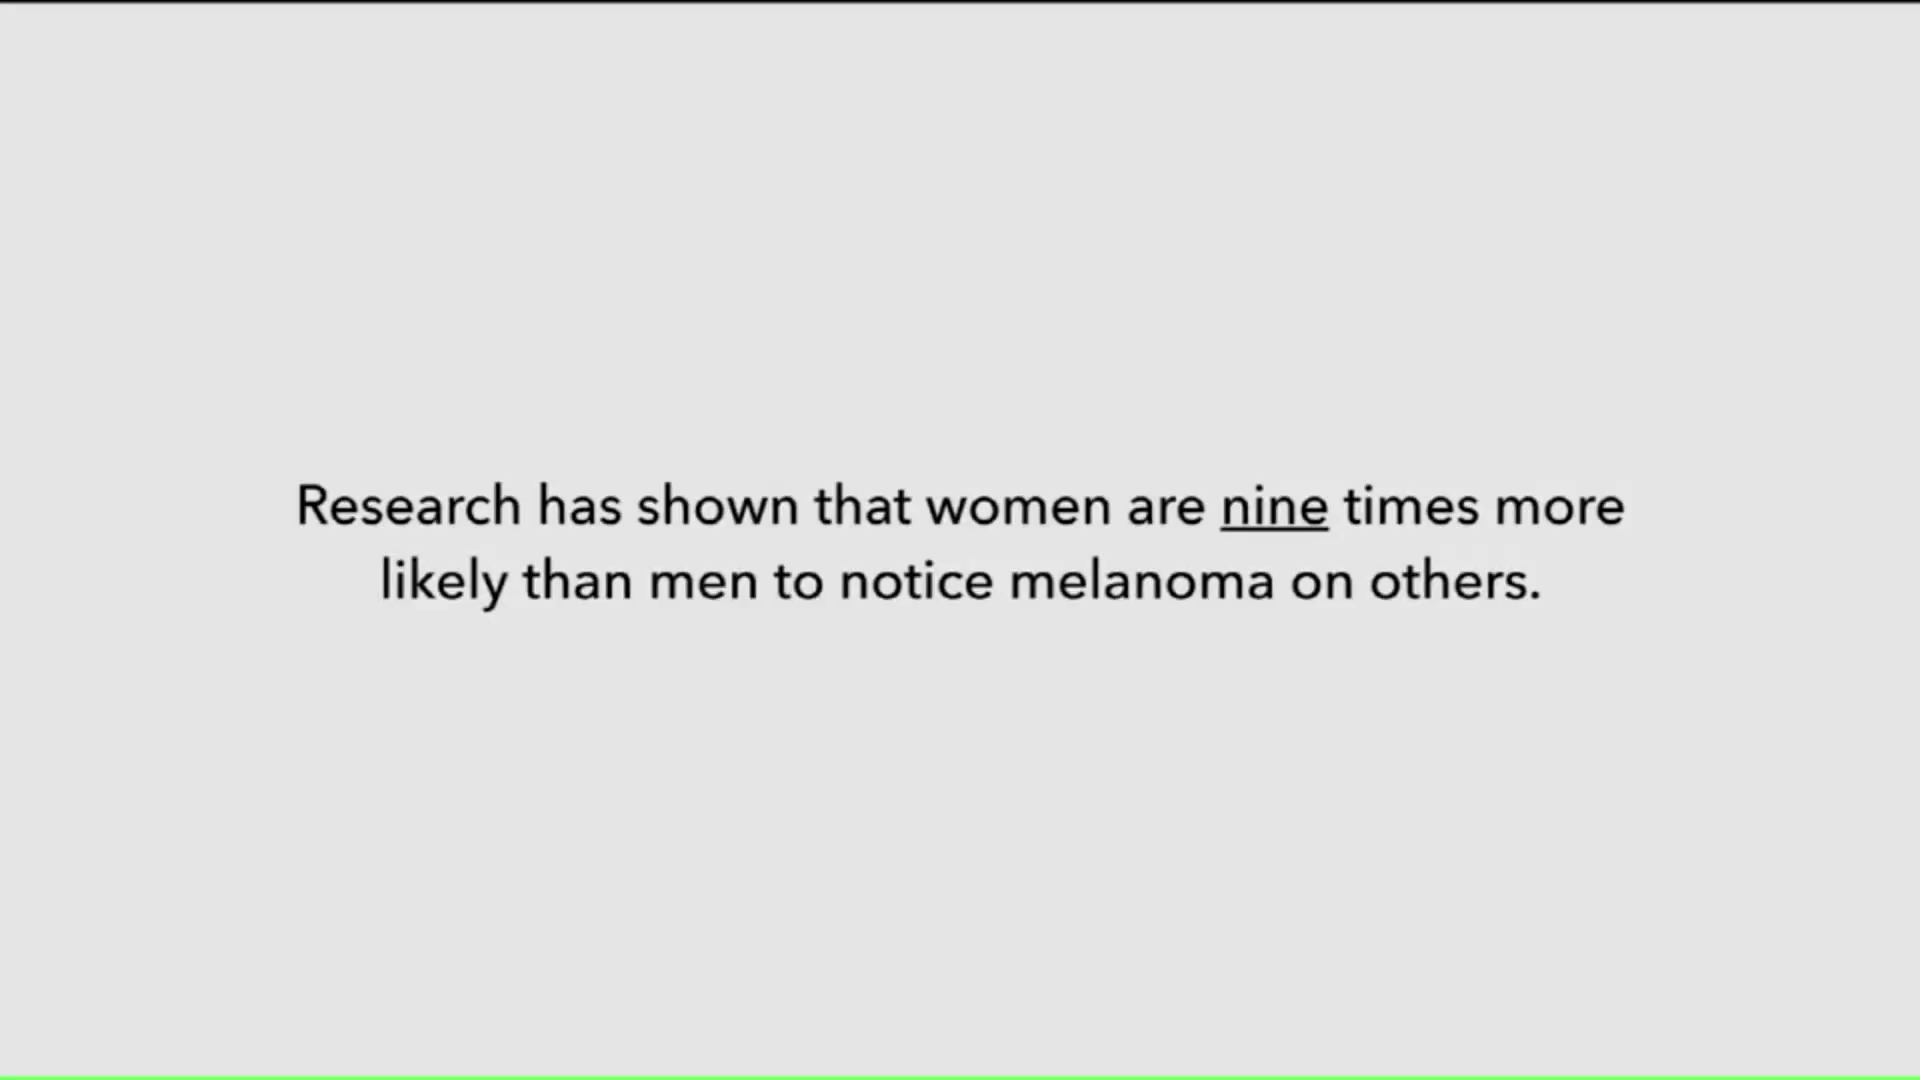 Research has shown that women are nine times more
likely than men to notice melanoma on others.